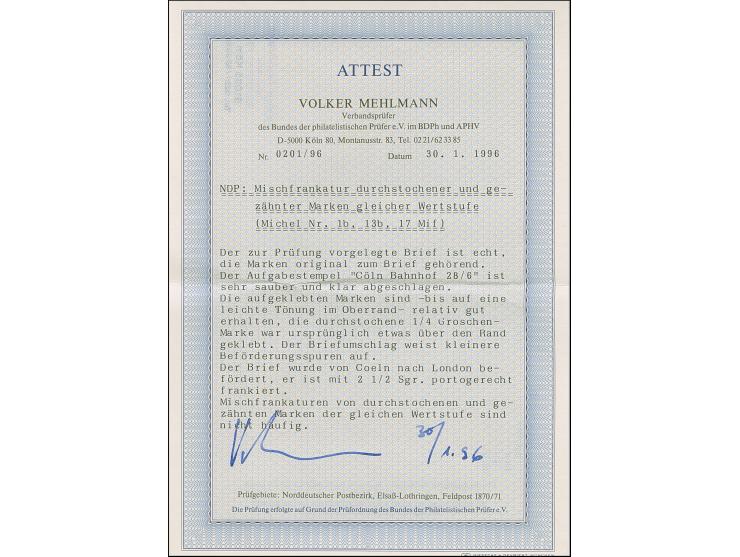 ATTEST
VOLKER MEHLMANN
Verbandsprüfer
des Bundes der philatelistischen Prüfer e.V. im BDPh und APHV
D-5000 Köln 80, Montanusstr. 83, Tel. 02 21/62 33 85
Nr. 0201/96 Datum 30. 1. 1996
NDP: Mischfrankatur durchstochener und ge-
zähnter Marken gleicher Wertstufe
(Michel Nr. 1b, 13b, 17 Mif)
Der zur Prüfung vorgelegte Brief ist echt,
die Marken original zum Brief gehörend.
Der Aufgabestempel "Cöln Bahnhof 28/6" ist
sehr sauber und klar abgeschlagen.
Die aufgeklebten Marken sind -bis auf eine
leichte Tönung im Oberrand- relativ gut
erhalten, die durchstochene 1/4 Groschen-
Marke war ursprünglich etwas über den Rand
geklebt. Der Briefumschlag weist kleinere
Beförderungsspuren auf.
Der Brief wurde von Coeln nach London be-
fördert, er ist mit 2 1/2 Sgr. portogerecht
frankiert.
Mischfrankaturen von durchstochenen und ge-
zähnten Marken der gleichen Wertstufe sind
nicht häufig.
30/1.96
Prüfgebiete: Norddeutscher Postbezirk, Elsaß-Lothringen, Feldpost 1870/71
Die Prüfung erfolgte auf Grund der Prüfordnung des Bundes der Philatelistischen Prüfer e.V.